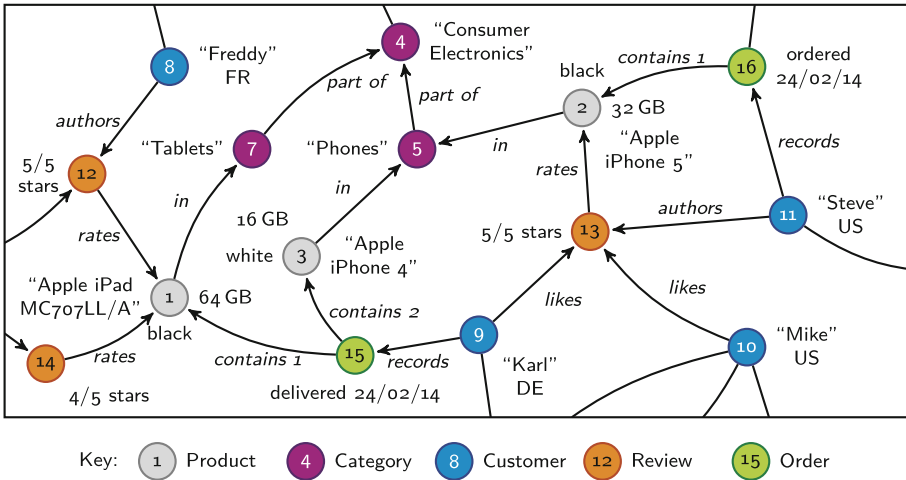 "Freddy"
FR
8
4
"Consumer
Electronics"
16
ordered
24/02/14
contains 1
black
2
32 GB
"Apple
iPhone 5"
part of
part of
authors
"Tablets"
7
"Phones"
5
in
records
5/5
stars
12
in
in
rates
authors
11
"Steve"
US
16 GB
white
3
"Apple
iPhone 4"
5/5 stars
13
rates
"Apple iPad
MC707LL/A"
1
64 GB
black
contains 2
likes
likes
14
rates
4/5 stars
contains 1
15
delivered 24/02/14
records
9
"Karl"
DE
10
"Mike"
US
Key:
1 Product
4 Category
8 Customer
12 Review
15 Order